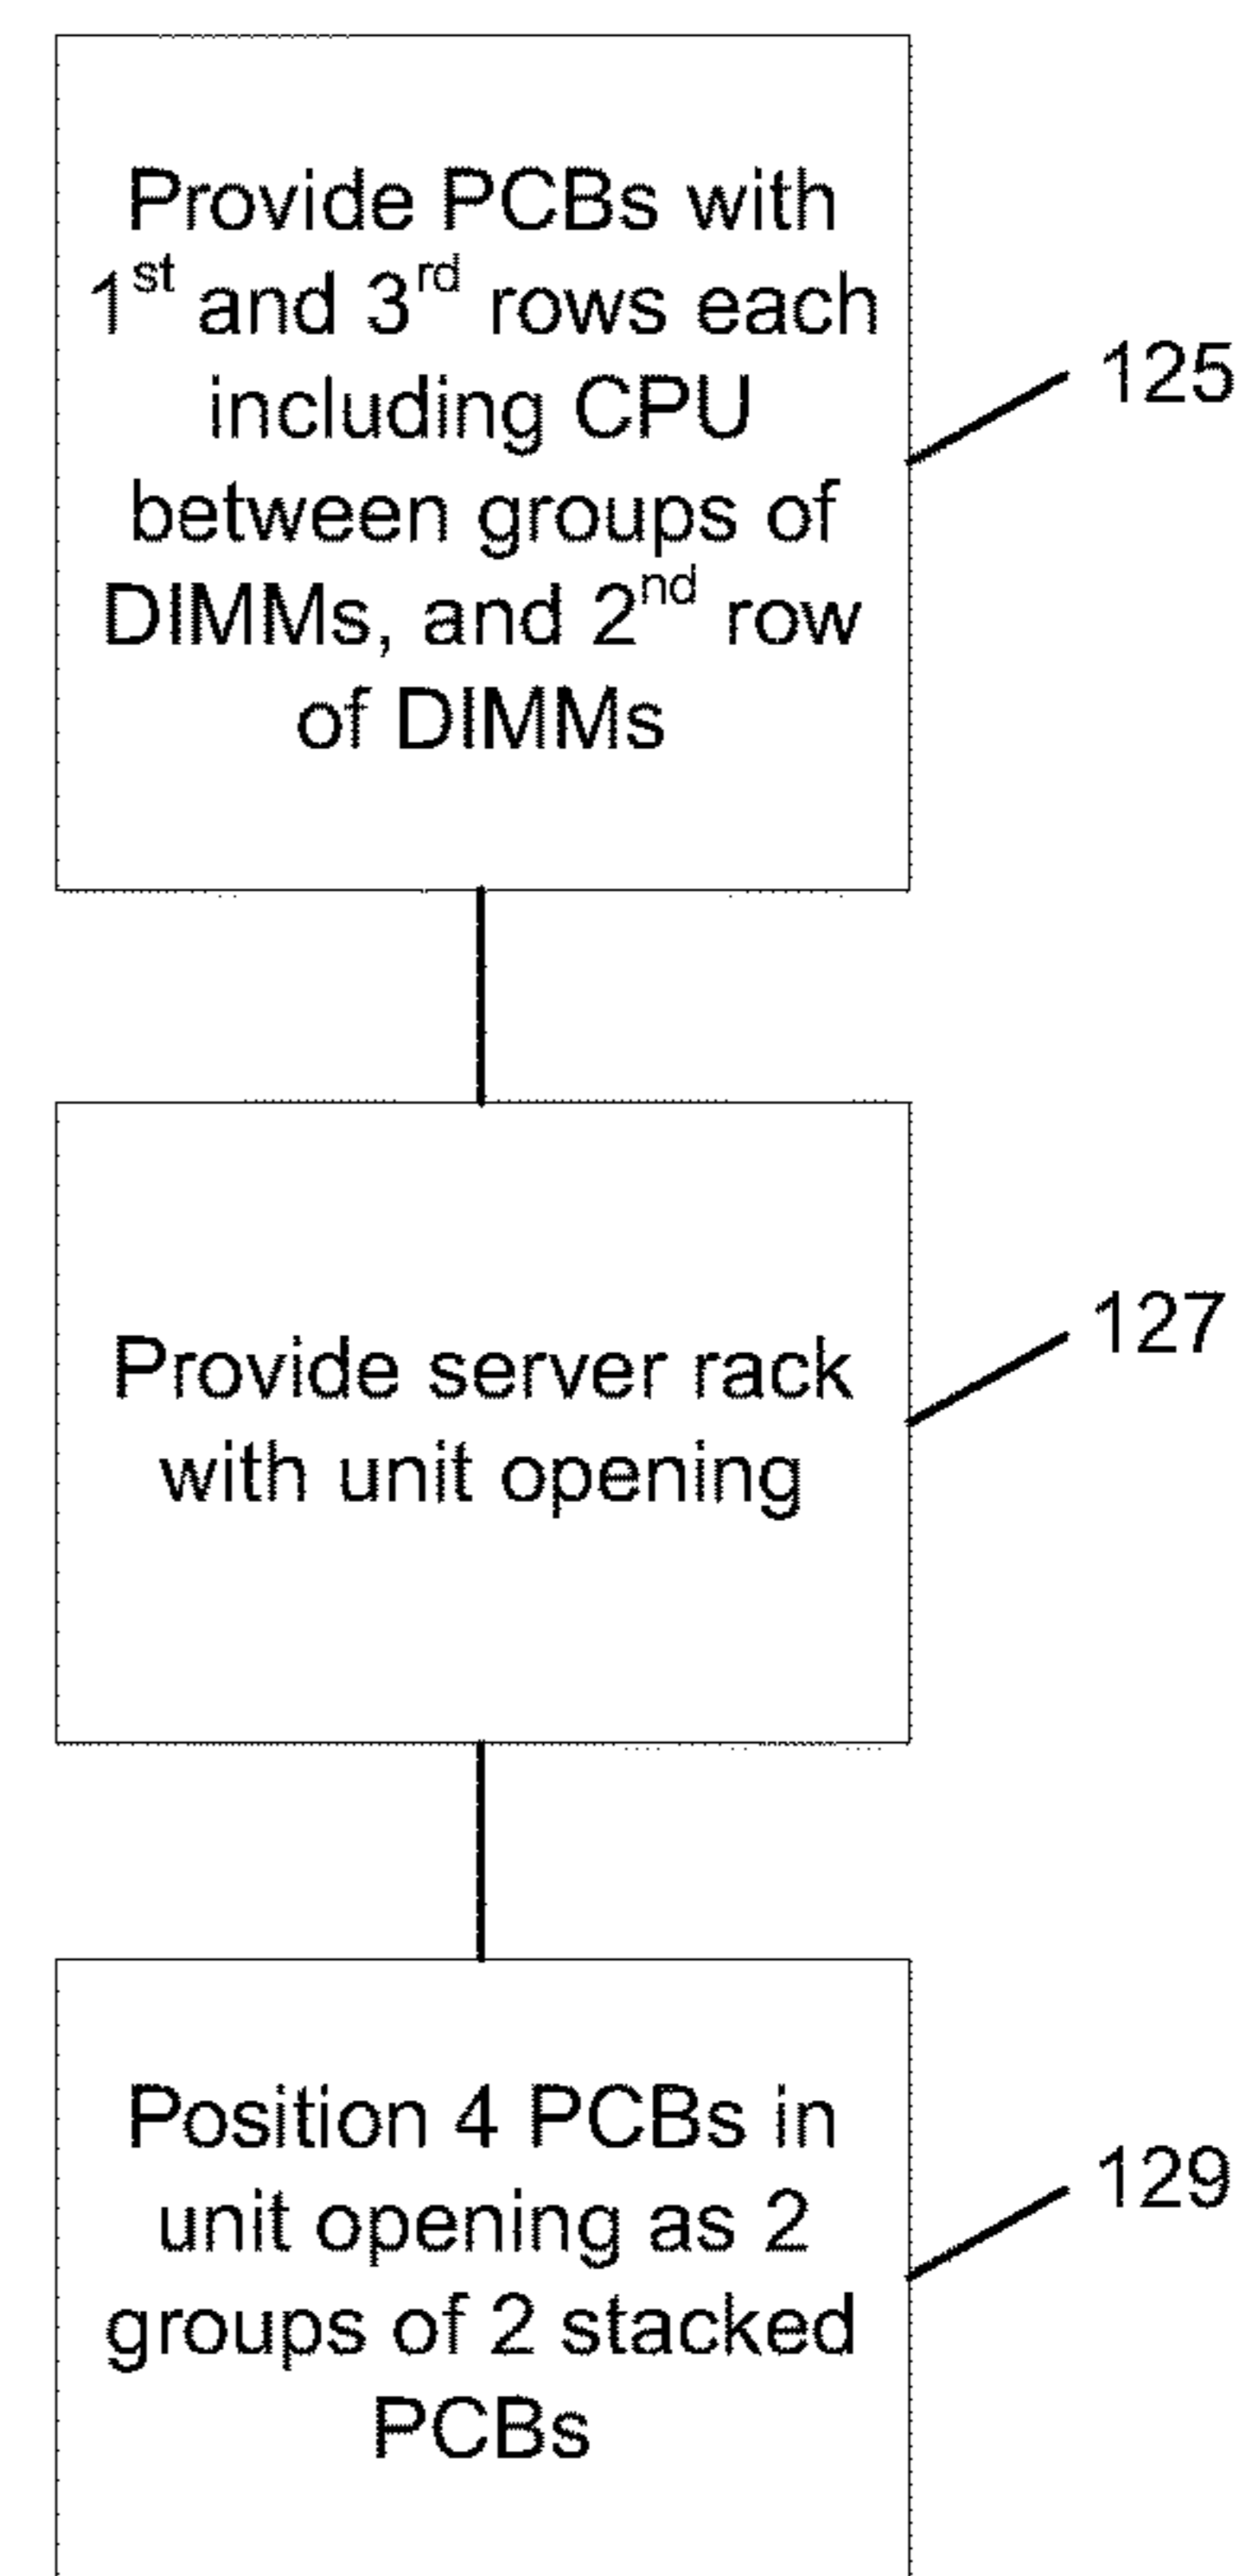 Provide PCBs with
1st and 3rd rows each
including CPU
between groups of
DIMMs, and 2nd row
of DIMMs
125
Provide server rack
with unit opening
127
Position 4 PCBs in
unit opening as 2
groups of 2 stacked
PCBs
129